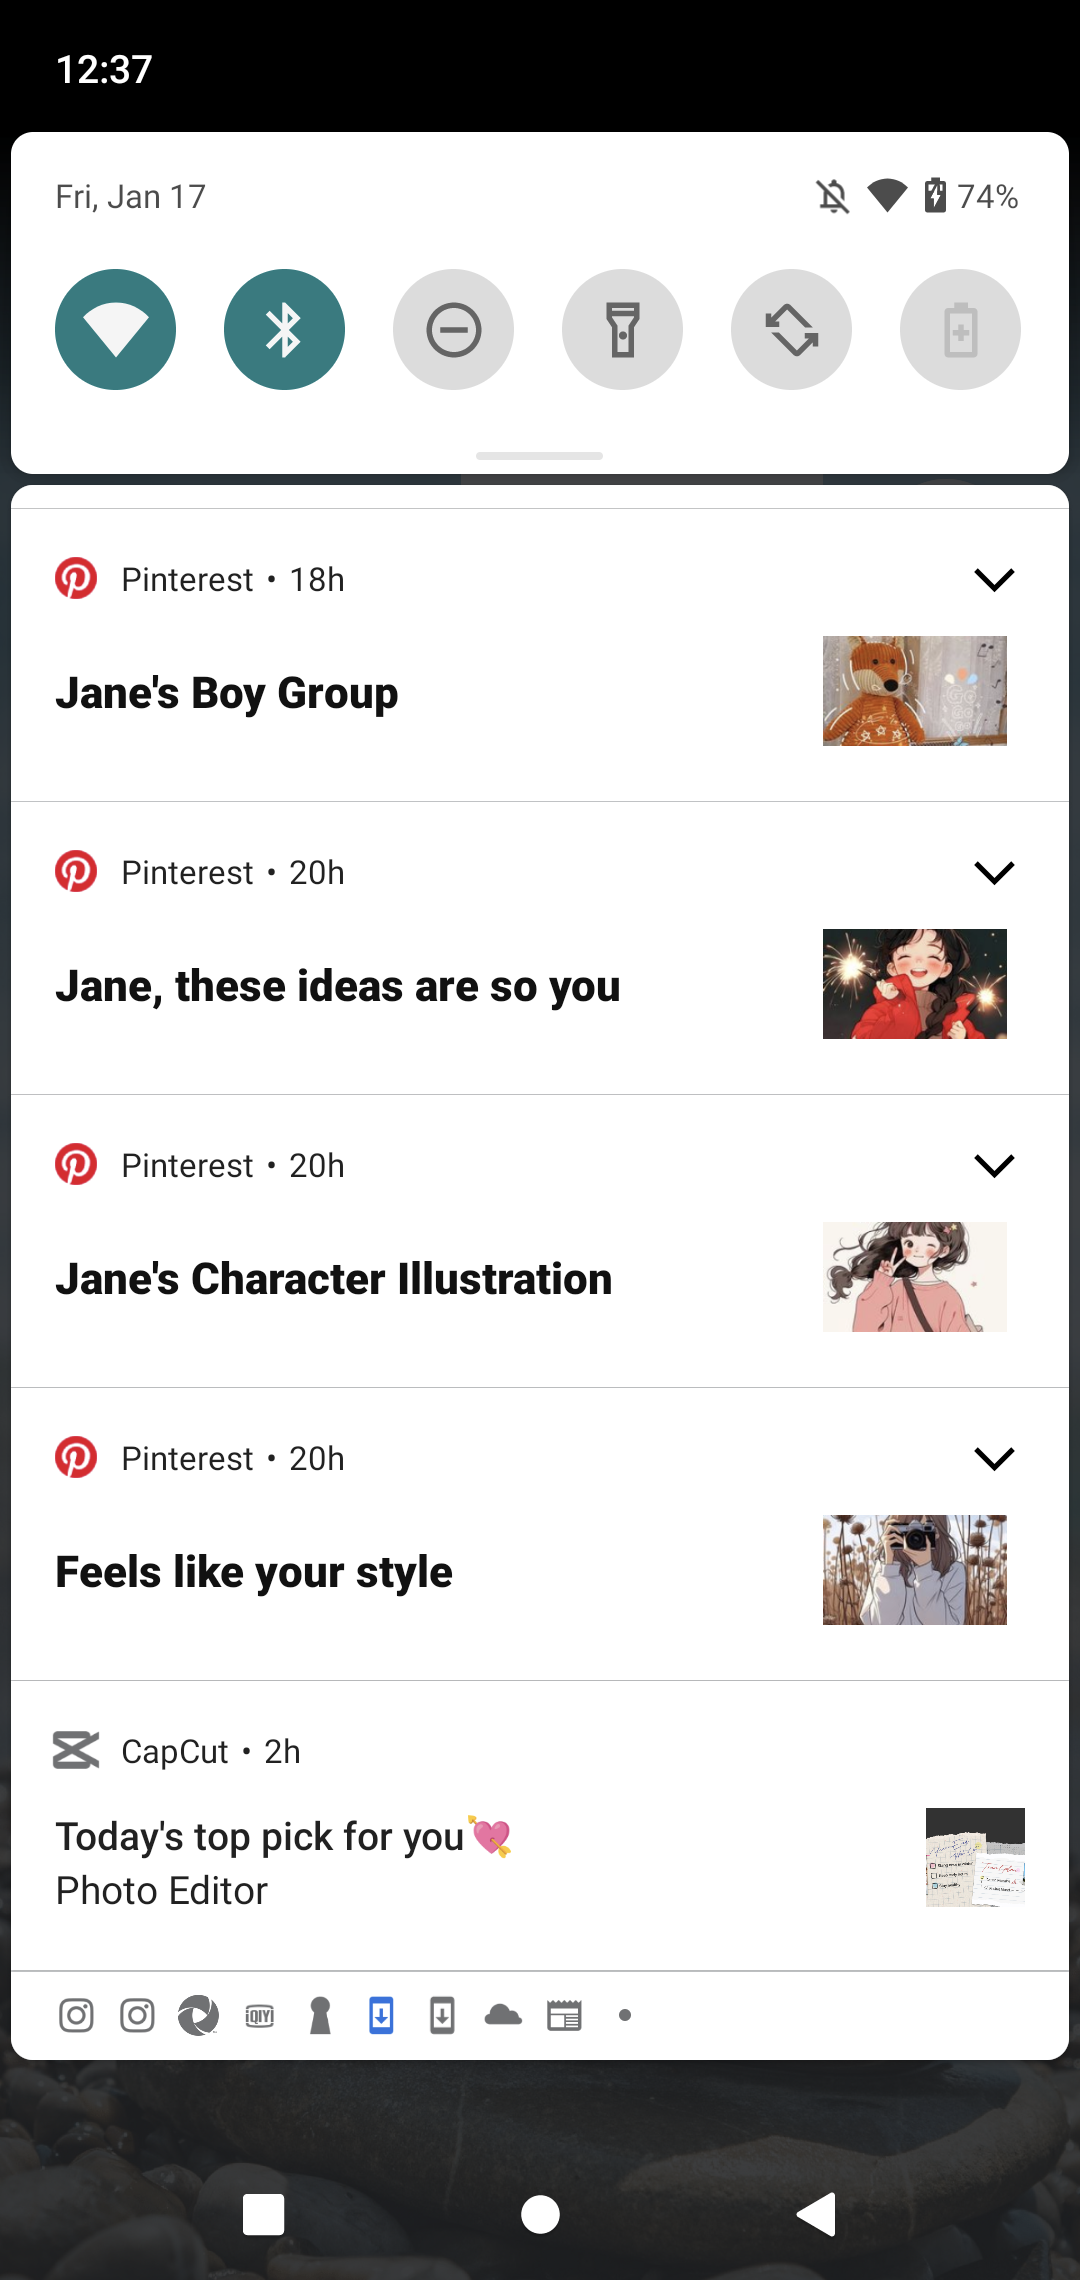 12:37
Fri, Jan 17
74%
Pinterest • 18h
Jane's Boy Group
Pinterest • 20h
Jane, these ideas are so you
Pinterest • 20h
Jane's Character Illustration
Pinterest • 20h
Feels like your style
CapCut • 2h
Today's top pick for you💘
Photo Editor
iQIYI